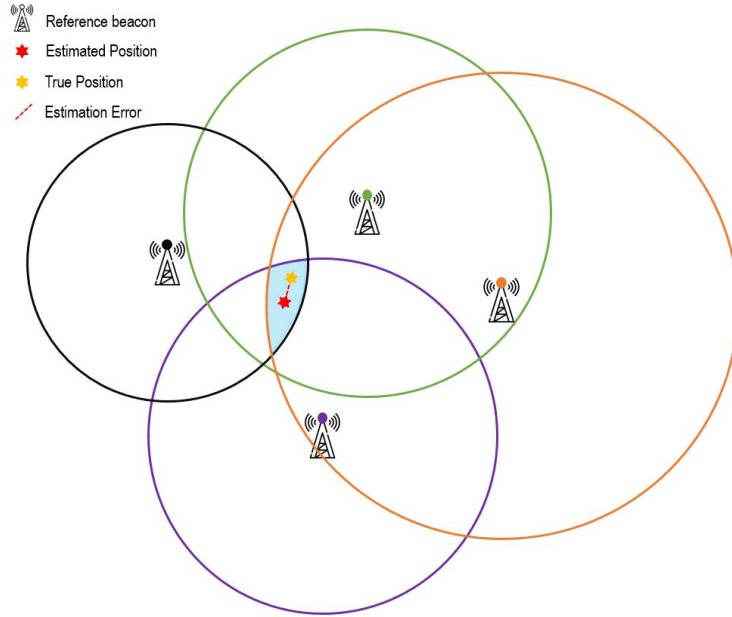 Reference beacon
Estimated Position
True Position
Estimation Error